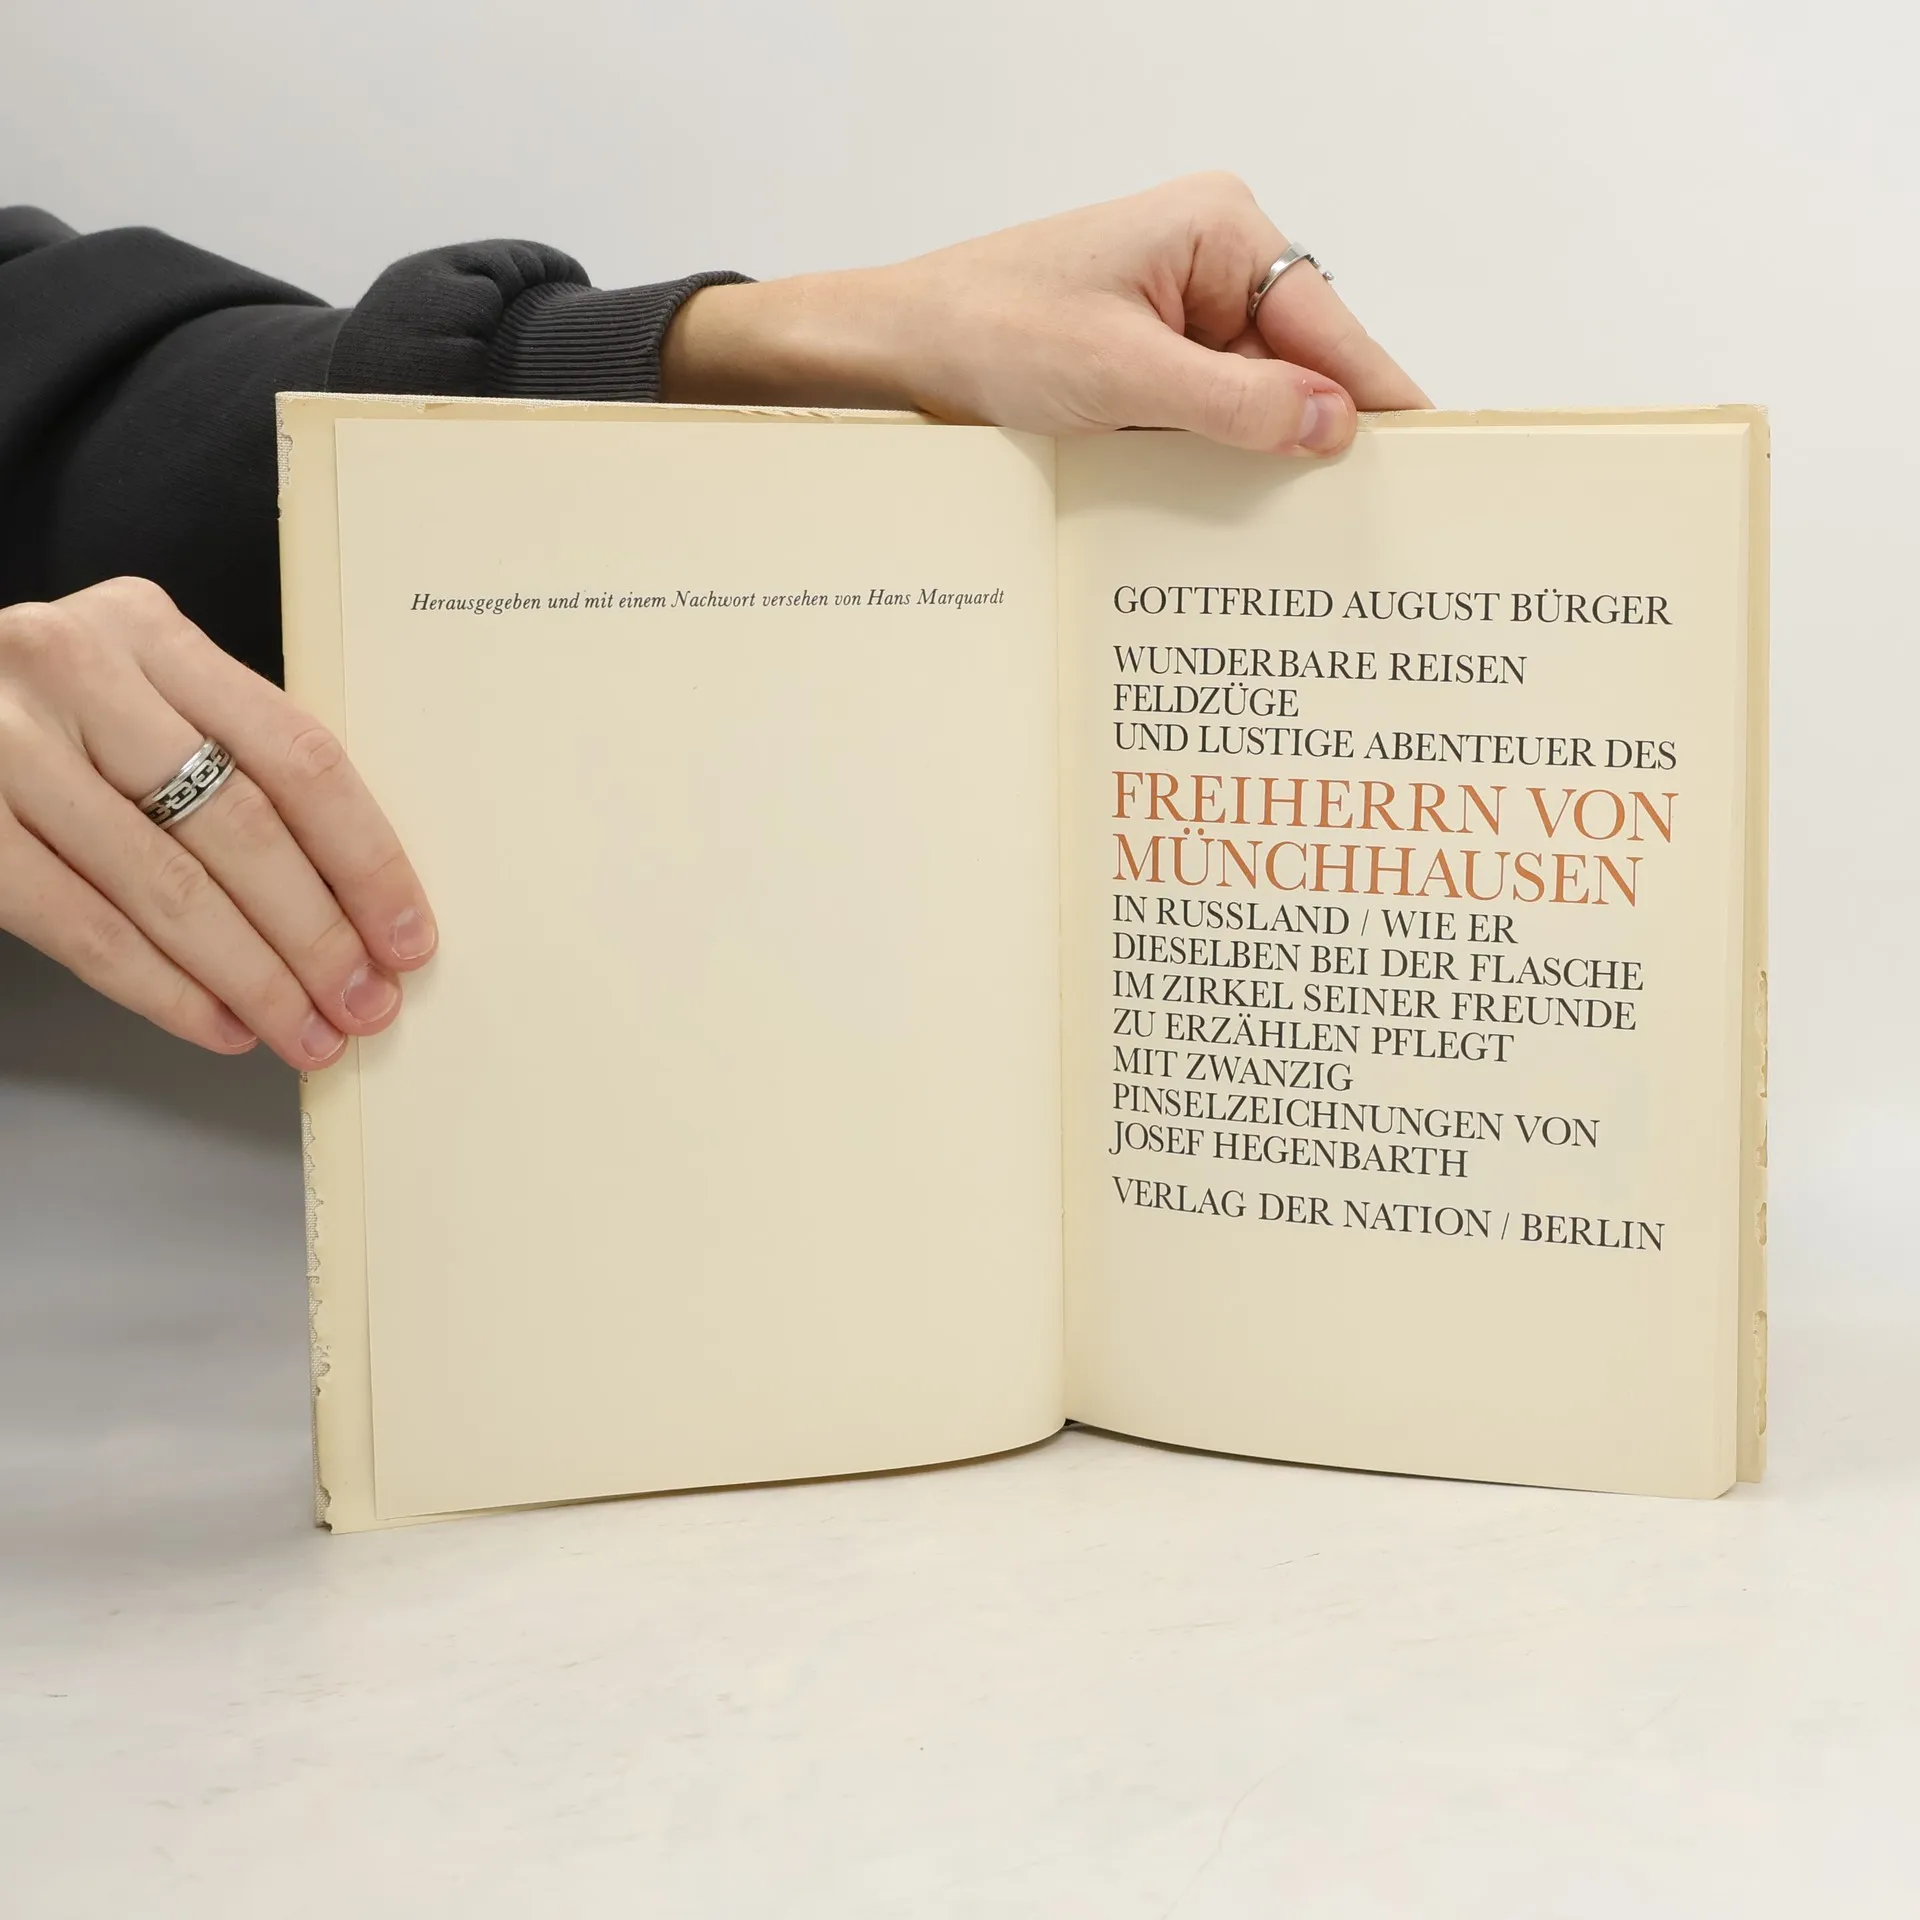 Herausgegeben und mit einem Nachwort versehen von Hans Marquardt
GOTTFRIED AUGUST BÜRGER
WUNDERBARE REISEN
FELDZÜGE
UND LUSTIGE ABENTEUER DES
FREIHERRN VON
MÜNCHHAUSEN
IN RUSSLAND / WIE ER
DIESELBEN BEI DER FLASCHE
IM ZIRKEL SEINER FREUNDE
ZU ERZÄHLEN PFLEGT
MIT ZWANZIG
PINSELZEICHNUNGEN VON
JOSEF HEGENBARTH
VERLAG DER NATION / BERLIN